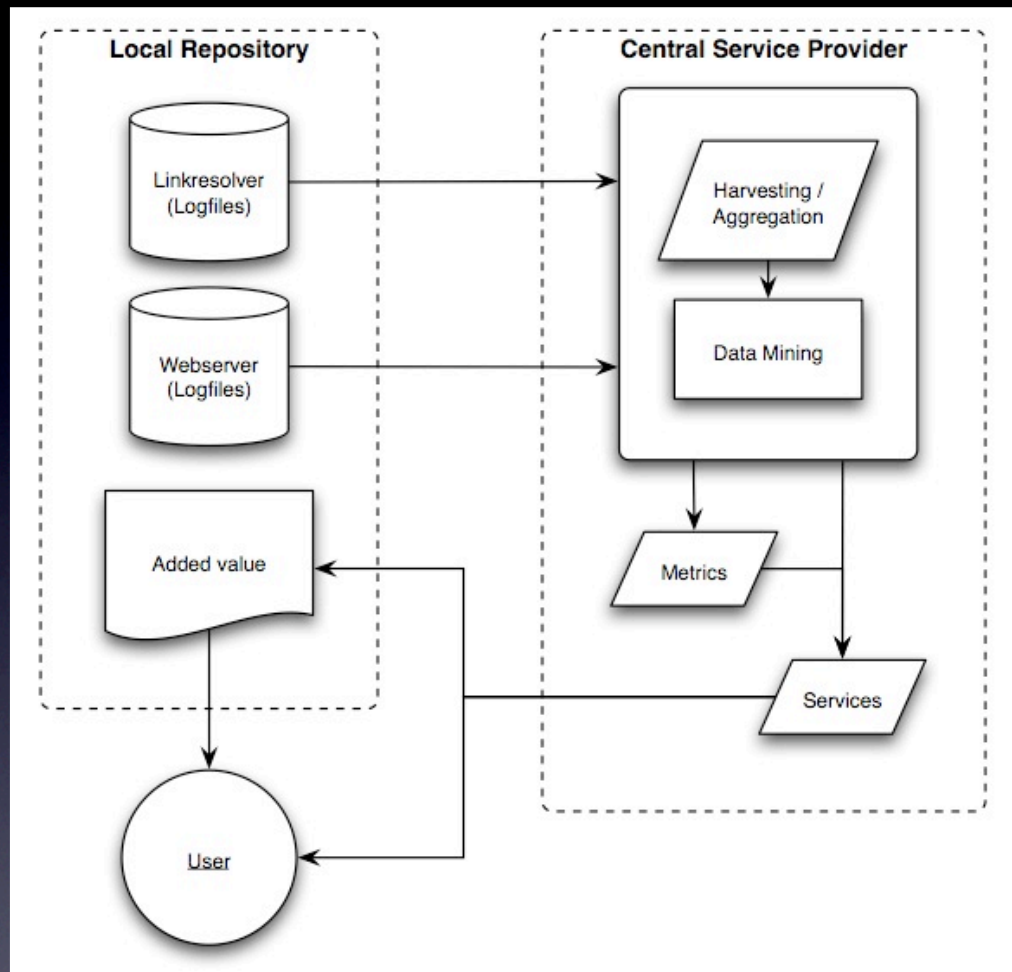 Local Repository
Central Service Provider
Linkresolver
(Logfiles)
Harvesting /
Aggregation
Webserver
(Logfiles)
Data Mining
Added value
Metrics
Services
User